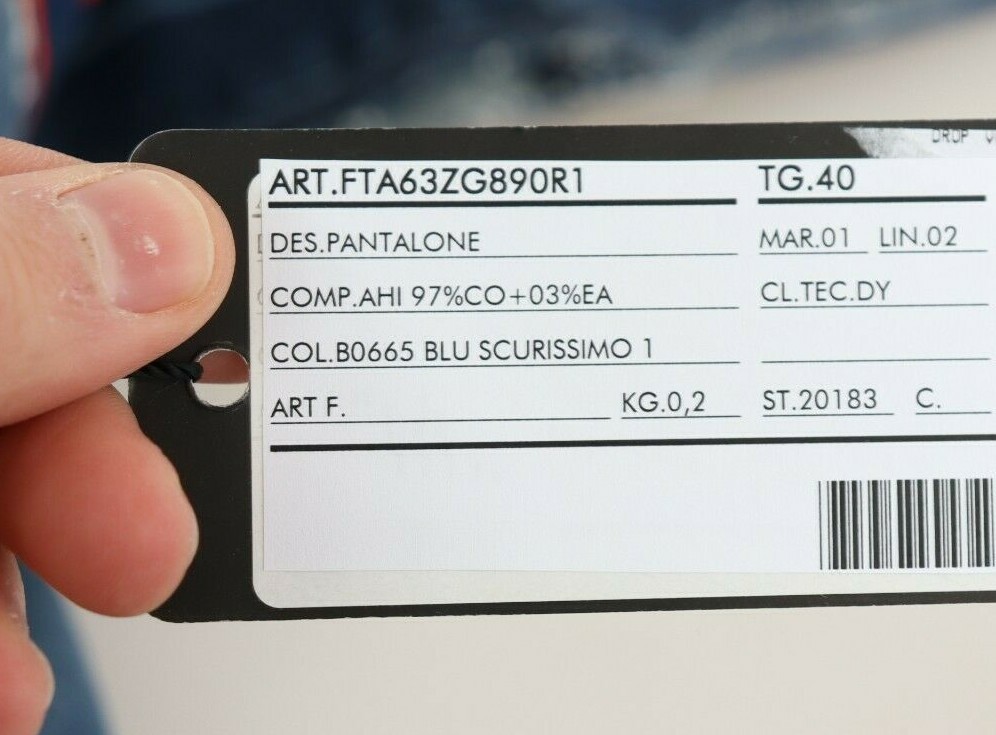 DROP
ART.FTA63ZG890R1 TG.40
DES.PANTALONE MAR.01 LIN.02
COMP.AHI 97%CO+03%EA CL.TEC.DY
COL.B0665 BLU SCURISSIMO 1
ART F. KG.0,2 ST.20183 C.